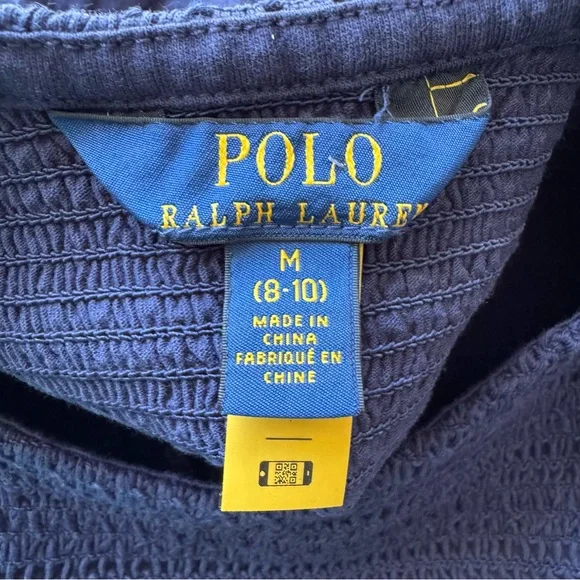 POLO
RALPH LAUREN
M
(8-10)
MADE IN
CHINA
FABRIQUÉ EN
CHINE